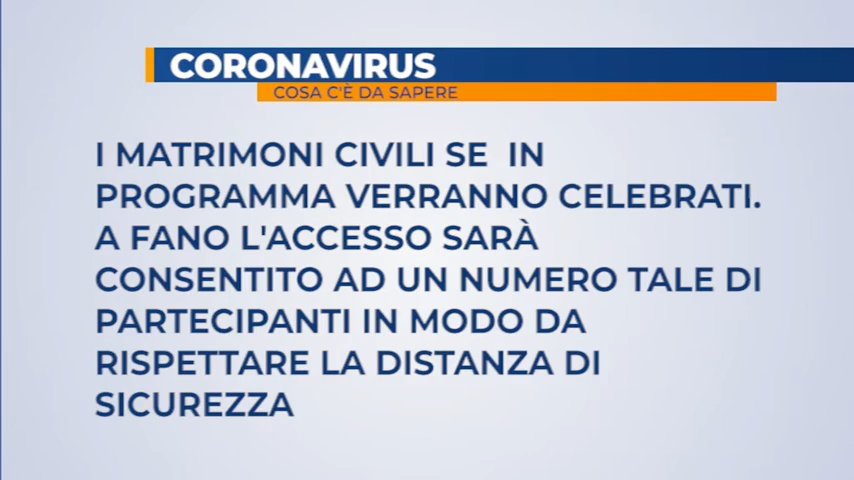 CORONAVIRUS
COSA C'È DA SAPERE
I MATRIMONI CIVILI SE IN
PROGRAMMA VERRANNO CELEBRATI.
A FANO L'ACCESSO SARÀ
CONSENTITO AD UN NUMERO TALE DI
PARTECIPANTI IN MODO DA
RISPETTARE LA DISTANZA DI
SICUREZZA